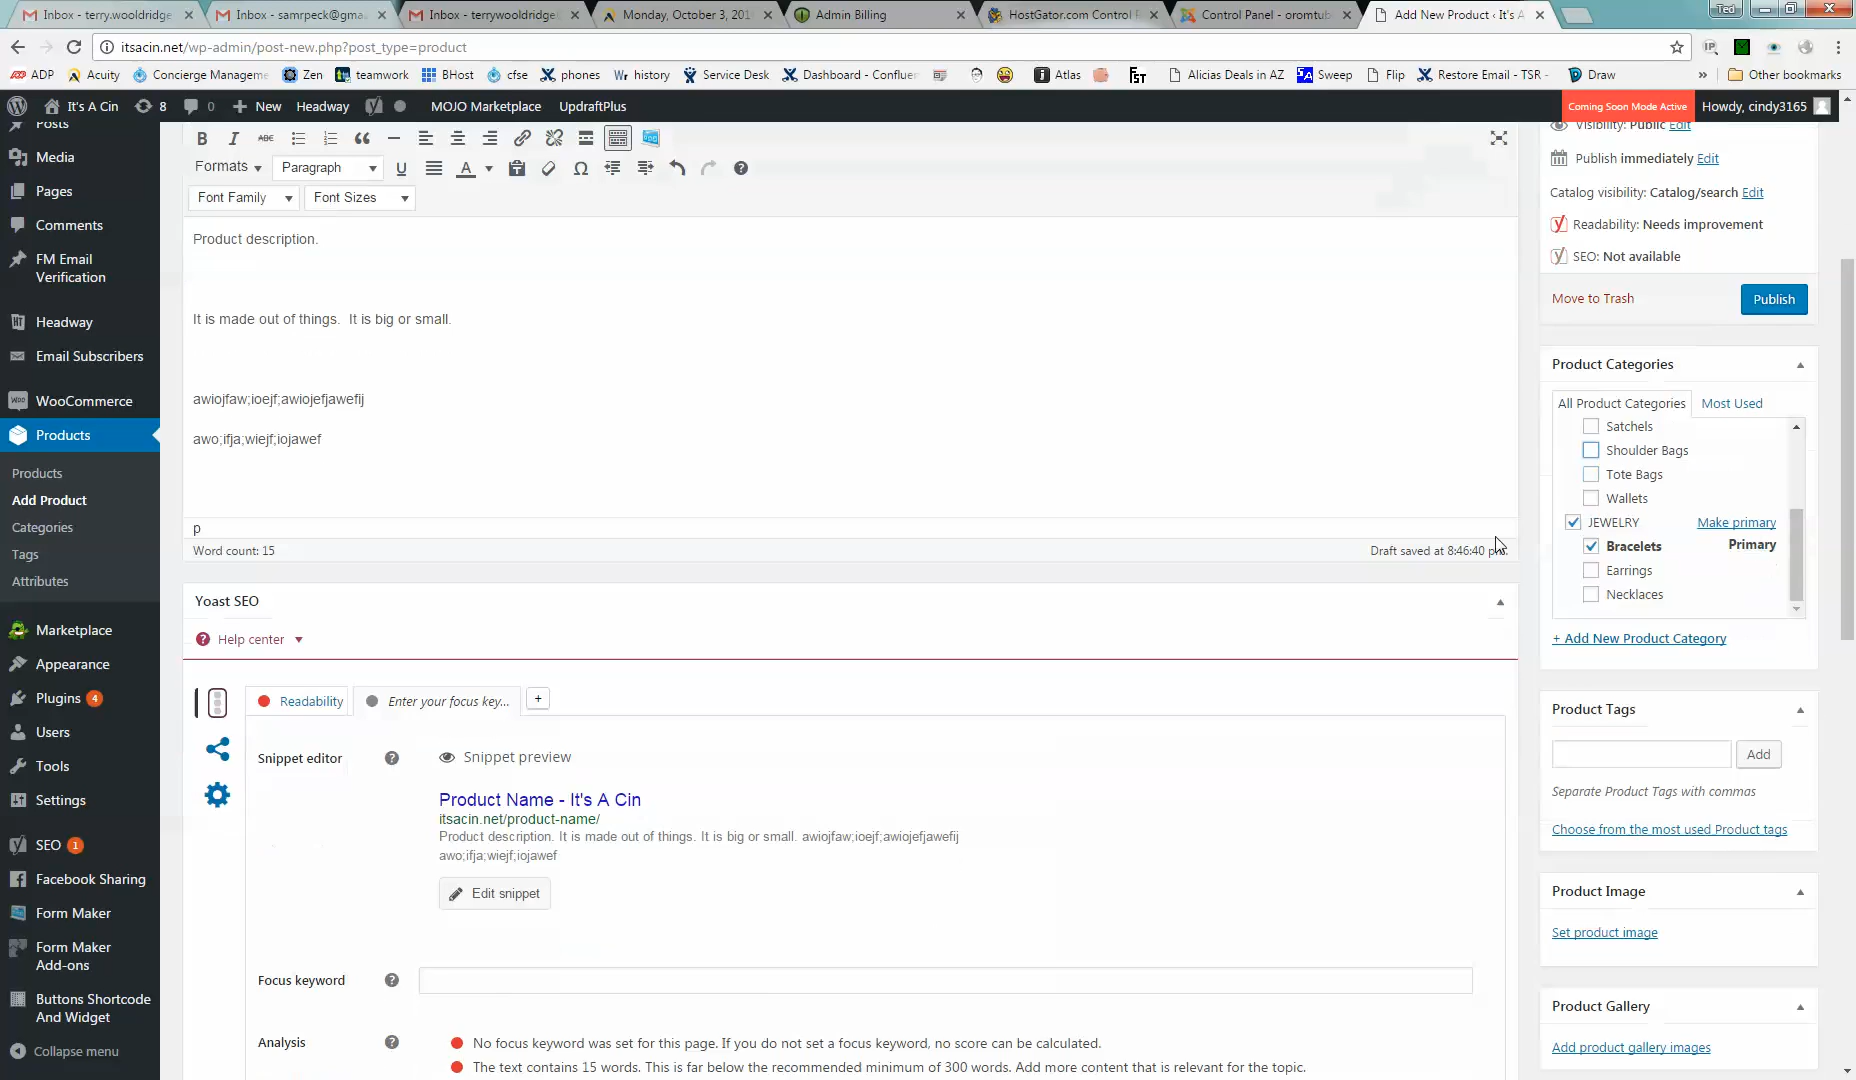 Inbox - terry.wooldridge
Inbox - samrpeck@gma
Inbox - terrywooldridge
Monday, October 3, 201
Admin Billing
HostGator.com Control
Control Panel - oromtub
Add New Product ‹ It's A
Ted
itsacin.net/wp-admin/post-new.php?post_type=product
ADP
Acuity
Concierge Manageme
Zen
teamwork
BHost
cfse
phones
Wr history
Service Desk
Dashboard - Confluen
Atlas
FST
Alicias Deals in AZ
SA Sweep
Flip
Restore Email - TSR -
Draw
»
Other bookmarks
It's A Cin
8
0
New
Headway
MOJO Marketplace
UpdraftPlus
Coming Soon Mode Active
Howdy, cindy3165
Posts
Media
Pages
Comments
FM Email
Verification
Headway
Email Subscribers
WooCommerce
Products
Products
Add Product
Categories
Tags
Attributes
Marketplace
Appearance
Plugins 4
Users
Tools
Settings
SEO 1
Facebook Sharing
Form Maker
Form Maker
Add-ons
Buttons Shortcode
And Widget
Collapse menu
B I ABC
Formats
Paragraph
U A Ω
Font Family
Font Sizes
Product description.
It is made out of things.  It is big or small.
awiojfaw;ioejf;awiojefjawefij
awo;ifja;wiejf;iojawef
p
Word count: 15
Draft saved at 8:46:40
Yoast SEO
Help center
Readability
Enter your focus key...
+
Snippet editor
Snippet preview
Product Name - It's A Cin
itsacin.net/product-name/
Product description. It is made out of things. It is big or small. awiojfaw;ioejf;awiojefjawefij
awo;ifja;wiejf;iojawef
Edit snippet
Focus keyword
Analysis
No focus keyword was set for this page. If you do not set a focus keyword, no score can be calculated.
The text contains 15 words. This is far below the recommended minimum of 300 words. Add more content that is relevant for the topic.
Visibility: Public Edit
Publish immediately Edit
Catalog visibility: Catalog/search Edit
Readability: Needs improvement
SEO: Not available
Move to Trash
Publish
Product Categories
All Product Categories
Most Used
Satchels
Shoulder Bags
Tote Bags
Wallets
JEWELRY
Make primary
Bracelets
Primary
Earrings
Necklaces
+ Add New Product Category
Product Tags
Add
Separate Product Tags with commas
Choose from the most used Product tags
Product Image
Set product image
Product Gallery
Add product gallery images